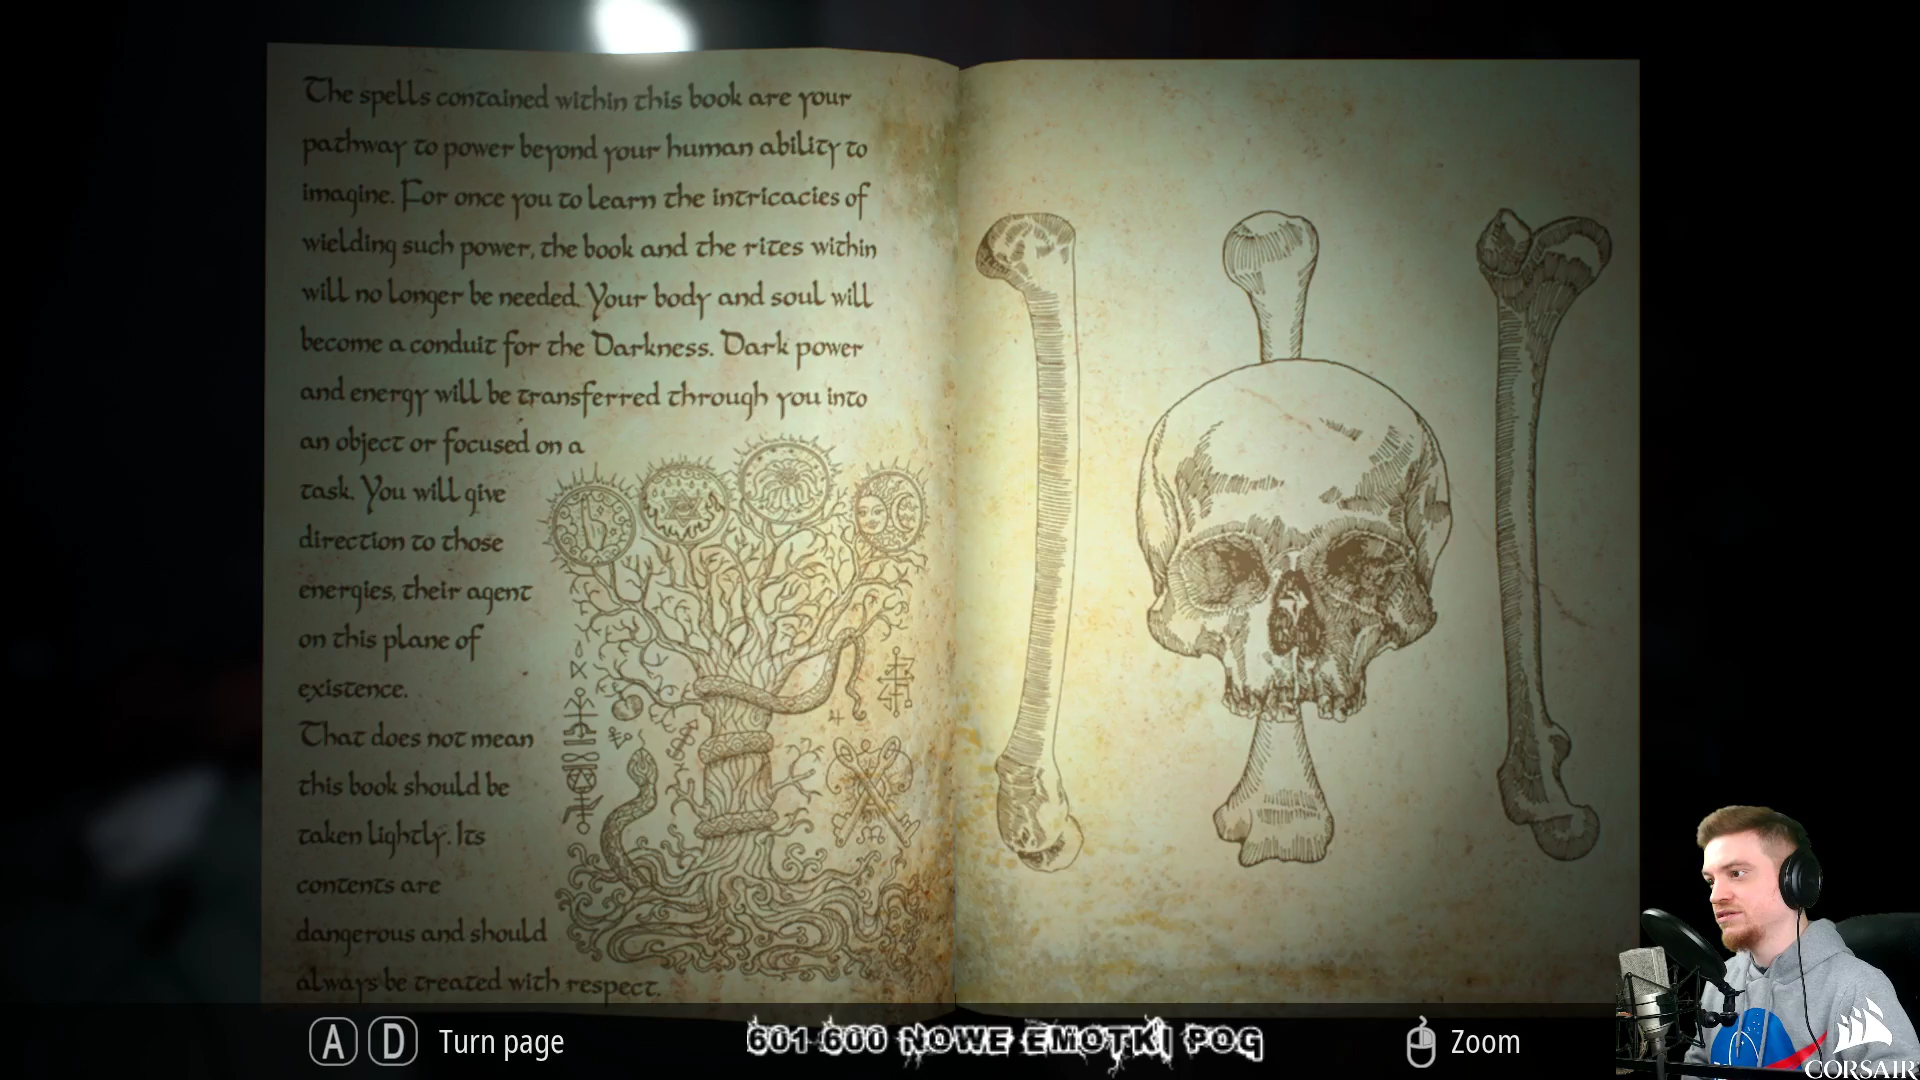 The spells contained within this book are your
pathway to power beyond your human ability to
imagine. For once you to learn the intricacies of
wielding such power, the book and the rites within
will no longer be needed. Your body and soul will
become a conduit for the Darkness. Dark power
and energy will be transferred through you into
an object or focused on a
task. You will give
direction to those
energies, their agent
on this plane of
existence.
That does not mean
this book should be
taken lightly. Its
contents are
dangerous and should
always be treated with respect.
A D Turn page
601 600 NOWE EMOTKI POG
Zoom
CORSAIR